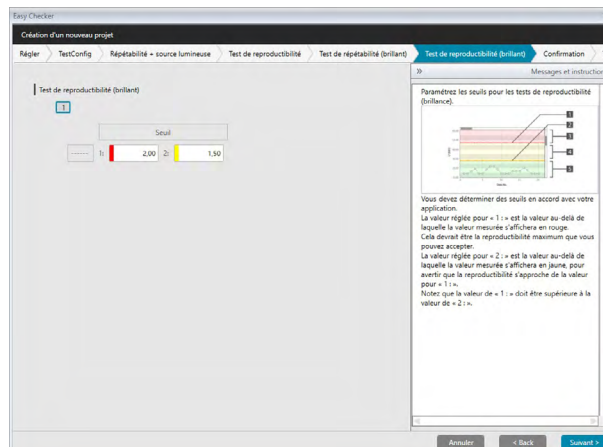 Easy Checker
Création d'un nouveau projet
Régler TestConfig Répétabilité + source lumineuse Test de reproductibilité Test de répétabilité (brillant) Test de reproductibilité (brillant) Confirmation
» Messages et instruction
Test de reproductibilité (brillant)
1
Seuil
------ 1: 2,00 2: 1,50
Paramétrez les seuils pour les tests de reproductibilité
(brillance).
1
2
3
4
5
Vous devez déterminer des seuils en accord avec votre
application.
La valeur réglée pour « 1 : » est la valeur au-delà de
laquelle la valeur mesurée s'affichera en rouge.
Cela devrait être la reproductibilité maximum que vous
pouvez accepter.
La valeur réglée pour « 2 : » est la valeur au-delà de
laquelle la valeur mesurée s'affichera en jaune, pour
avertir que la reproductibilité s'approche de la valeur
pour « 1 : ».
Notez que la valeur de « 1 : » doit être supérieure à la
valeur de « 2 : ».
Annuler < Back Suivant >